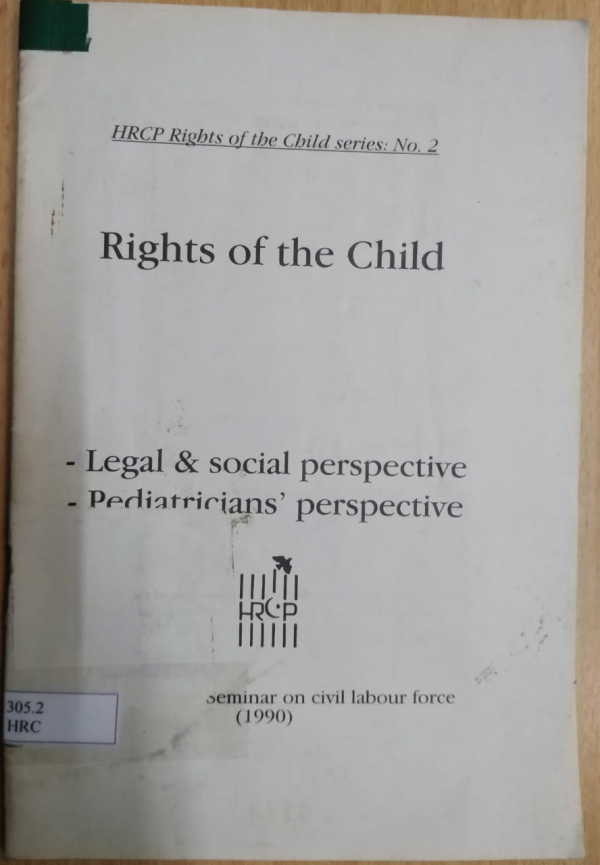 HRCP Rights of the Child series: No. 2
Rights of the Child
- Legal & social perspective
- Pediatricians' perspective
HRCP
seminar on civil labour force
(1990)
305.2
HRC